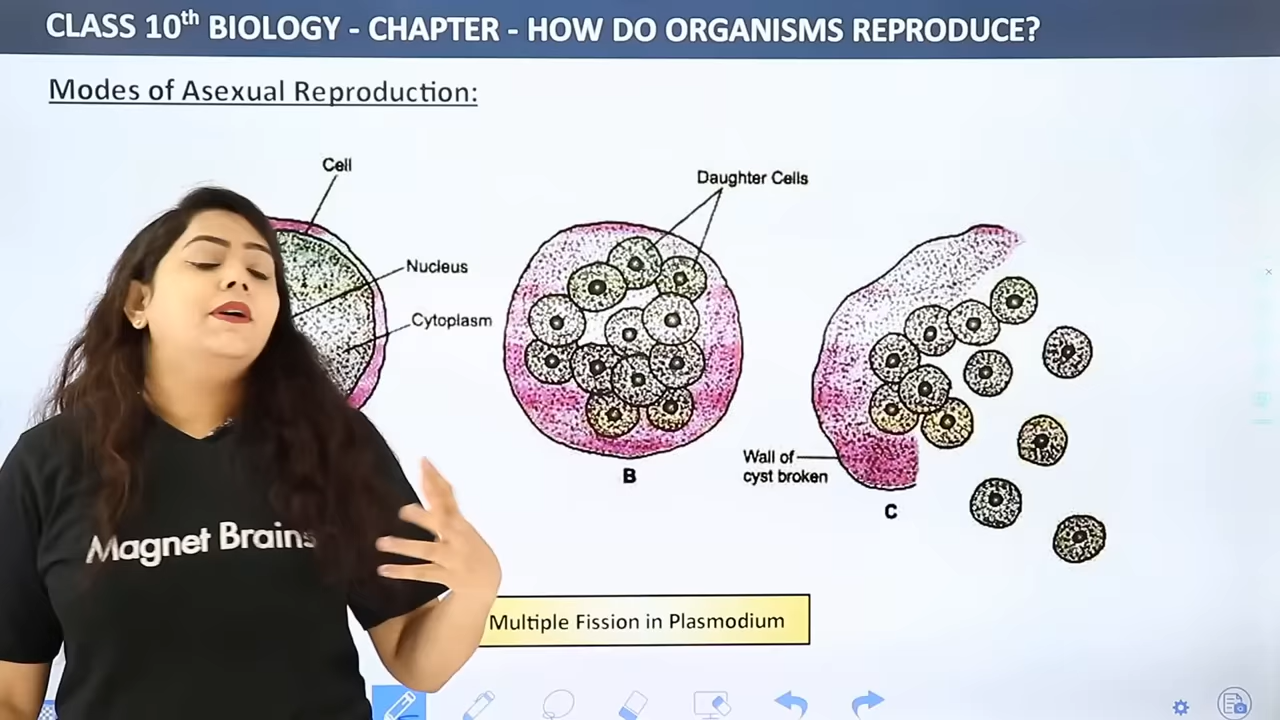 CLASS 10th BIOLOGY - CHAPTER - HOW DO ORGANISMS REPRODUCE?
Modes of Asexual Reproduction:
Cell
Daughter Cells
Nucleus
Cytoplasm
Wall of
cyst broken
B
C
Magnet Brains
Multiple Fission in Plasmodium